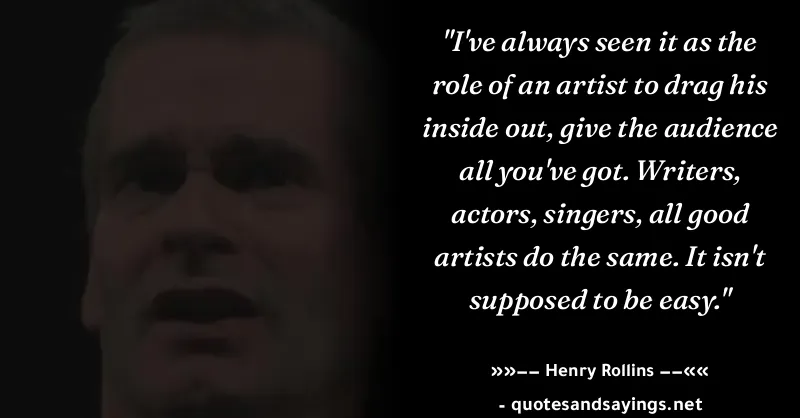 "I've always seen it as the
role of an artist to drag his
inside out, give the audience
all you've got. Writers,
actors, singers, all good
artists do the same. It isn't
supposed to be easy."
»»−− Henry Rollins −−««
- quotesandsayings.net